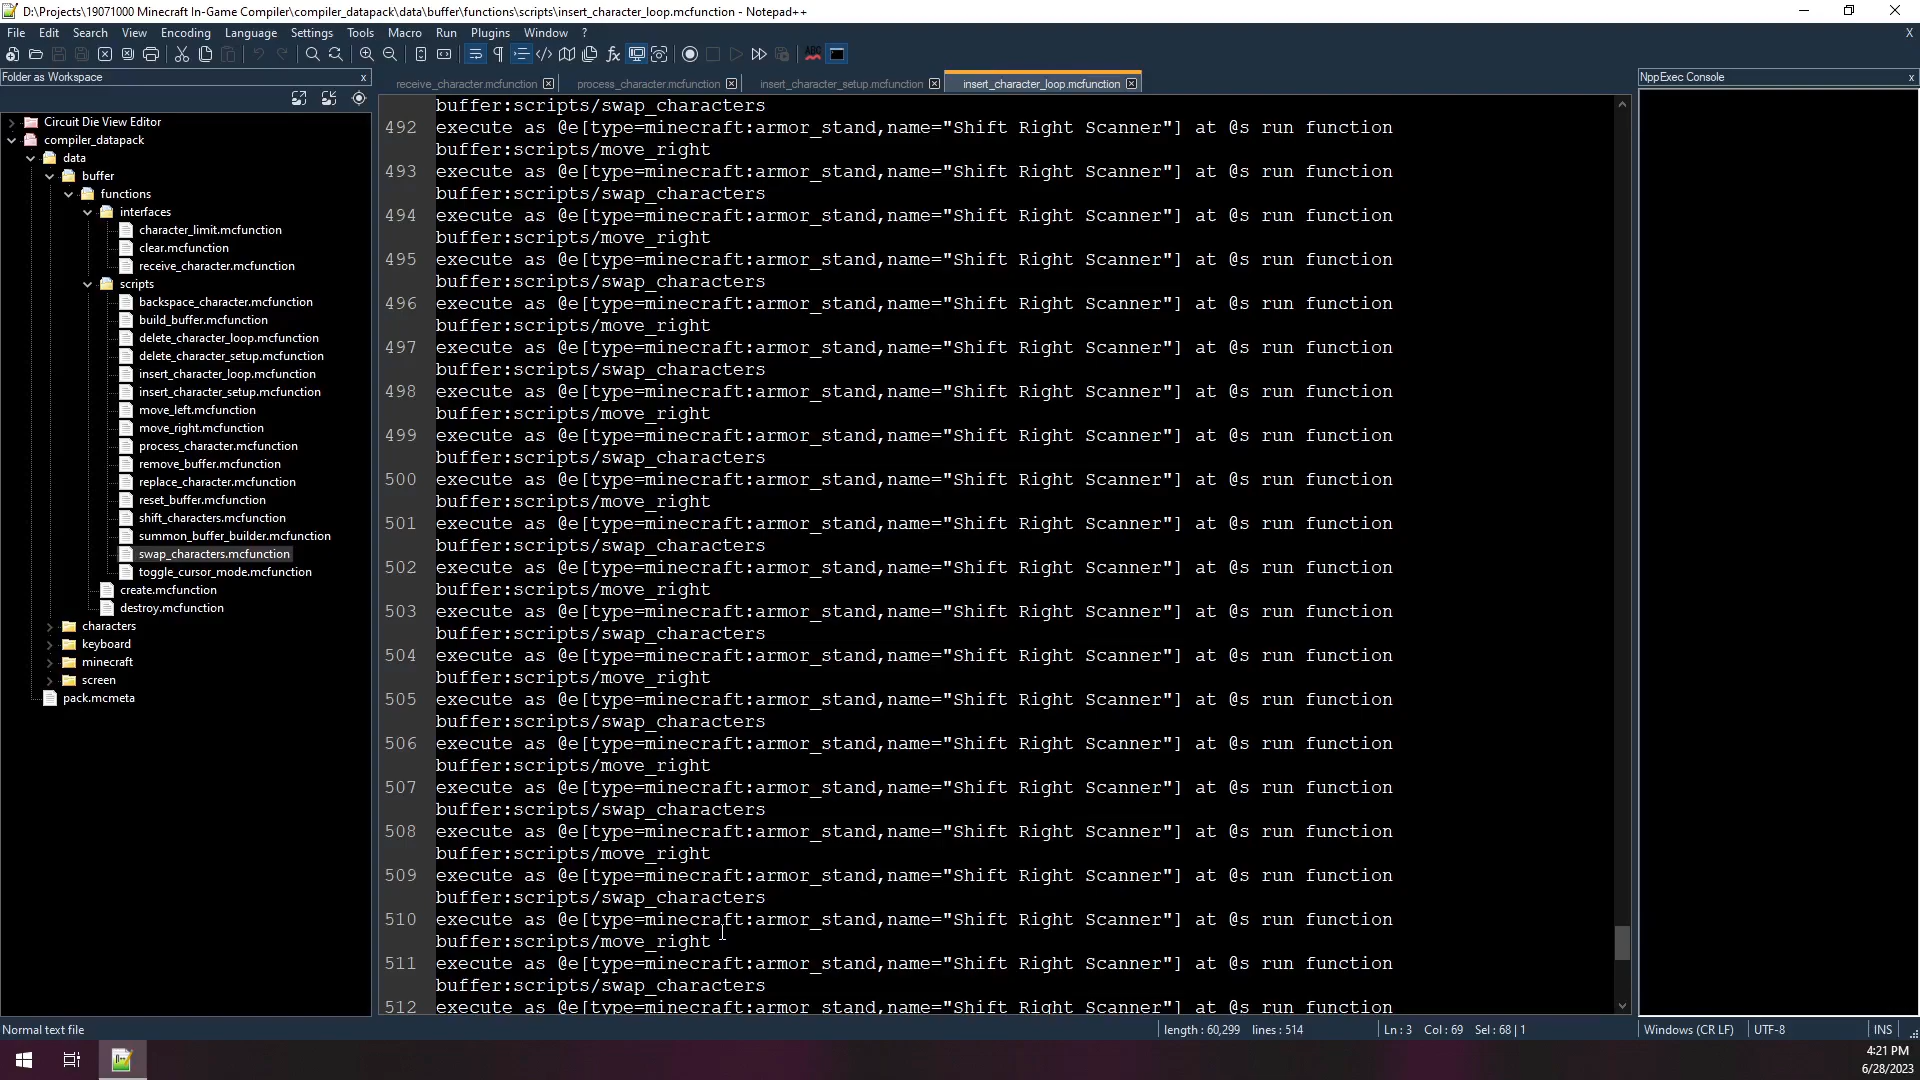 D:\Projects\19071000 Minecraft In-Game Compiler\compiler_datapack\data\buffer\functions\scripts\insert_character_loop.mcfunction - Notepad++
File Edit Search View Encoding Language Settings Tools Macro Run Plugins Window ?
X
Folder as Workspace x
receive_character.mcfunction process_character.mcfunction insert_character_setup.mcfunction insert_character_loop.mcfunction
NppExec Console x
Circuit Die View Editor
compiler_datapack
data
buffer
functions
interfaces
character_limit.mcfunction
clear.mcfunction
receive_character.mcfunction
scripts
backspace_character.mcfunction
build_buffer.mcfunction
delete_character_loop.mcfunction
delete_character_setup.mcfunction
insert_character_loop.mcfunction
insert_character_setup.mcfunction
move_left.mcfunction
move_right.mcfunction
process_character.mcfunction
remove_buffer.mcfunction
replace_character.mcfunction
reset_buffer.mcfunction
shift_characters.mcfunction
summon_buffer_builder.mcfunction
swap_characters.mcfunction
toggle_cursor_mode.mcfunction
create.mcfunction
destroy.mcfunction
characters
keyboard
minecraft
screen
pack.mcmeta
buffer:scripts/swap_characters
492 execute as @e[type=minecraft:armor_stand,name="Shift Right Scanner"] at @s run function
buffer:scripts/move_right
493 execute as @e[type=minecraft:armor_stand,name="Shift Right Scanner"] at @s run function
buffer:scripts/swap_characters
494 execute as @e[type=minecraft:armor_stand,name="Shift Right Scanner"] at @s run function
buffer:scripts/move_right
495 execute as @e[type=minecraft:armor_stand,name="Shift Right Scanner"] at @s run function
buffer:scripts/swap_characters
496 execute as @e[type=minecraft:armor_stand,name="Shift Right Scanner"] at @s run function
buffer:scripts/move_right
497 execute as @e[type=minecraft:armor_stand,name="Shift Right Scanner"] at @s run function
buffer:scripts/swap_characters
498 execute as @e[type=minecraft:armor_stand,name="Shift Right Scanner"] at @s run function
buffer:scripts/move_right
499 execute as @e[type=minecraft:armor_stand,name="Shift Right Scanner"] at @s run function
buffer:scripts/swap_characters
500 execute as @e[type=minecraft:armor_stand,name="Shift Right Scanner"] at @s run function
buffer:scripts/move_right
501 execute as @e[type=minecraft:armor_stand,name="Shift Right Scanner"] at @s run function
buffer:scripts/swap_characters
502 execute as @e[type=minecraft:armor_stand,name="Shift Right Scanner"] at @s run function
buffer:scripts/move_right
503 execute as @e[type=minecraft:armor_stand,name="Shift Right Scanner"] at @s run function
buffer:scripts/swap_characters
504 execute as @e[type=minecraft:armor_stand,name="Shift Right Scanner"] at @s run function
buffer:scripts/move_right
505 execute as @e[type=minecraft:armor_stand,name="Shift Right Scanner"] at @s run function
buffer:scripts/swap_characters
506 execute as @e[type=minecraft:armor_stand,name="Shift Right Scanner"] at @s run function
buffer:scripts/move_right
507 execute as @e[type=minecraft:armor_stand,name="Shift Right Scanner"] at @s run function
buffer:scripts/swap_characters
508 execute as @e[type=minecraft:armor_stand,name="Shift Right Scanner"] at @s run function
buffer:scripts/move_right
509 execute as @e[type=minecraft:armor_stand,name="Shift Right Scanner"] at @s run function
buffer:scripts/swap_characters
510 execute as @e[type=minecraft:armor_stand,name="Shift Right Scanner"] at @s run function
buffer:scripts/move_right
511 execute as @e[type=minecraft:armor_stand,name="Shift Right Scanner"] at @s run function
buffer:scripts/swap_characters
512 execute as @e[type=minecraft:armor_stand,name="Shift Right Scanner"] at @s run function
Normal text file length : 60,299 lines : 514 Ln : 3 Col : 69 Sel : 68 | 1 Windows (CR LF) UTF-8 INS
4:21 PM
6/28/2023